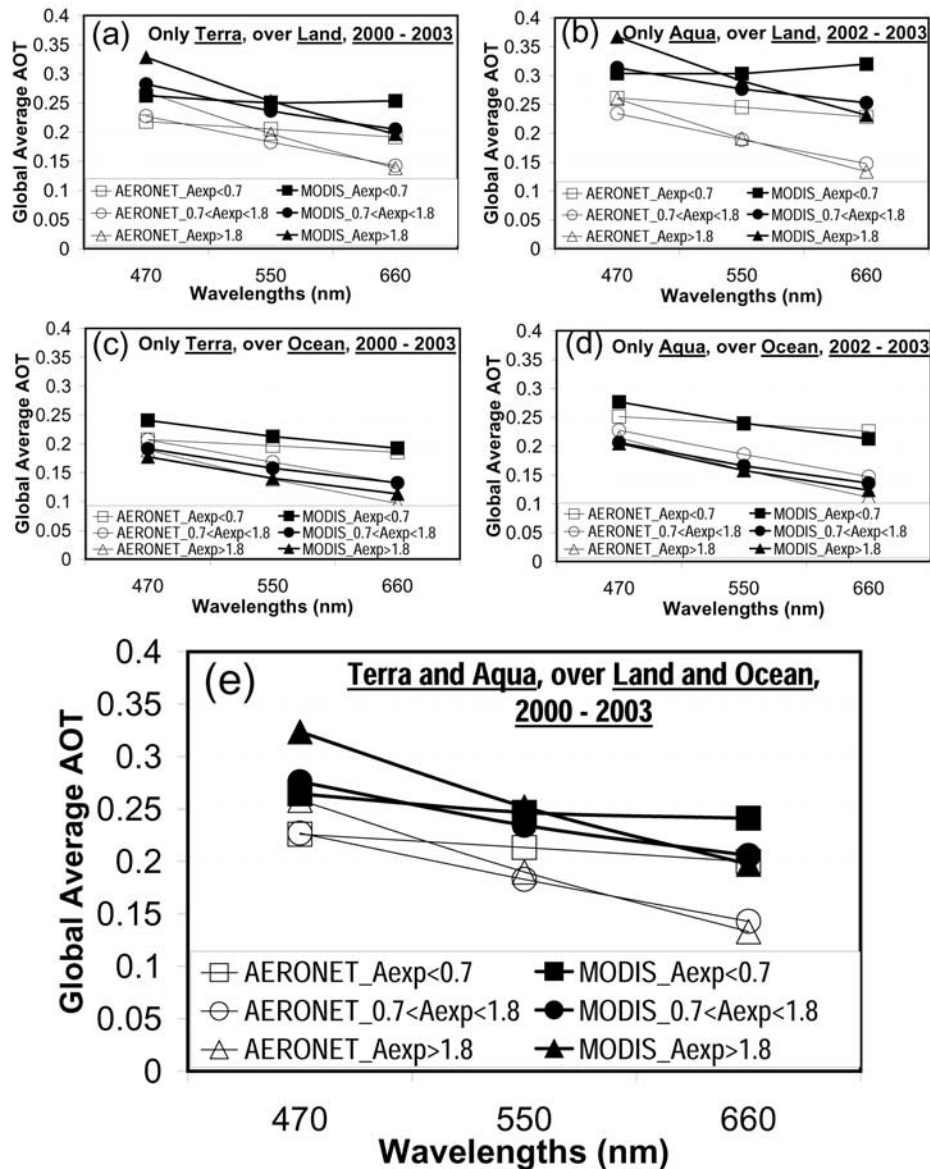 (a) Only Terra, over Land, 2000 - 2003
Global Average AOT
0.4
0.35
0.3
0.25
0.2
0.15
0.1
0.05
0
AERONET_Aexp<0.7 MODIS_Aexp<0.7
AERONET_0.7<Aexp<1.8 MODIS_0.7<Aexp<1.8
AERONET_Aexp>1.8 MODIS_Aexp>1.8
470 550 660
Wavelengths (nm)
(b) Only Aqua, over Land, 2002 - 2003
Global Average AOT
0.4
0.35
0.3
0.25
0.2
0.15
0.1
0.05
0
AERONET_Aexp<0.7 MODIS_Aexp<0.7
AERONET_0.7<Aexp<1.8 MODIS_0.7<Aexp<1.8
AERONET_Aexp>1.8 MODIS_Aexp>1.8
470 550 660
Wavelengths (nm)
(c) Only Terra, over Ocean, 2000 - 2003
Global Average AOT
0.4
0.35
0.3
0.25
0.2
0.15
0.1
0.05
0
AERONET_Aexp<0.7 MODIS_Aexp<0.7
AERONET_0.7<Aexp<1.8 MODIS_0.7<Aexp<1.8
AERONET_Aexp>1.8 MODIS_Aexp>1.8
470 550 660
Wavelengths (nm)
(d) Only Aqua, over Ocean, 2002 - 2003
Global Average AOT
0.4
0.35
0.3
0.25
0.2
0.15
0.1
0.05
0
AERONET_Aexp<0.7 MODIS_Aexp<0.7
AERONET_0.7<Aexp<1.8 MODIS_0.7<Aexp<1.8
AERONET_Aexp>1.8 MODIS_Aexp>1.8
470 550 660
Wavelengths (nm)
(e) Terra and Aqua, over Land and Ocean,
2000 - 2003
Global Average AOT
0.4
0.35
0.3
0.25
0.2
0.15
0.1
0.05
0
AERONET_Aexp<0.7 MODIS_Aexp<0.7
AERONET_0.7<Aexp<1.8 MODIS_0.7<Aexp<1.8
AERONET_Aexp>1.8 MODIS_Aexp>1.8
470 550 660
Wavelengths (nm)